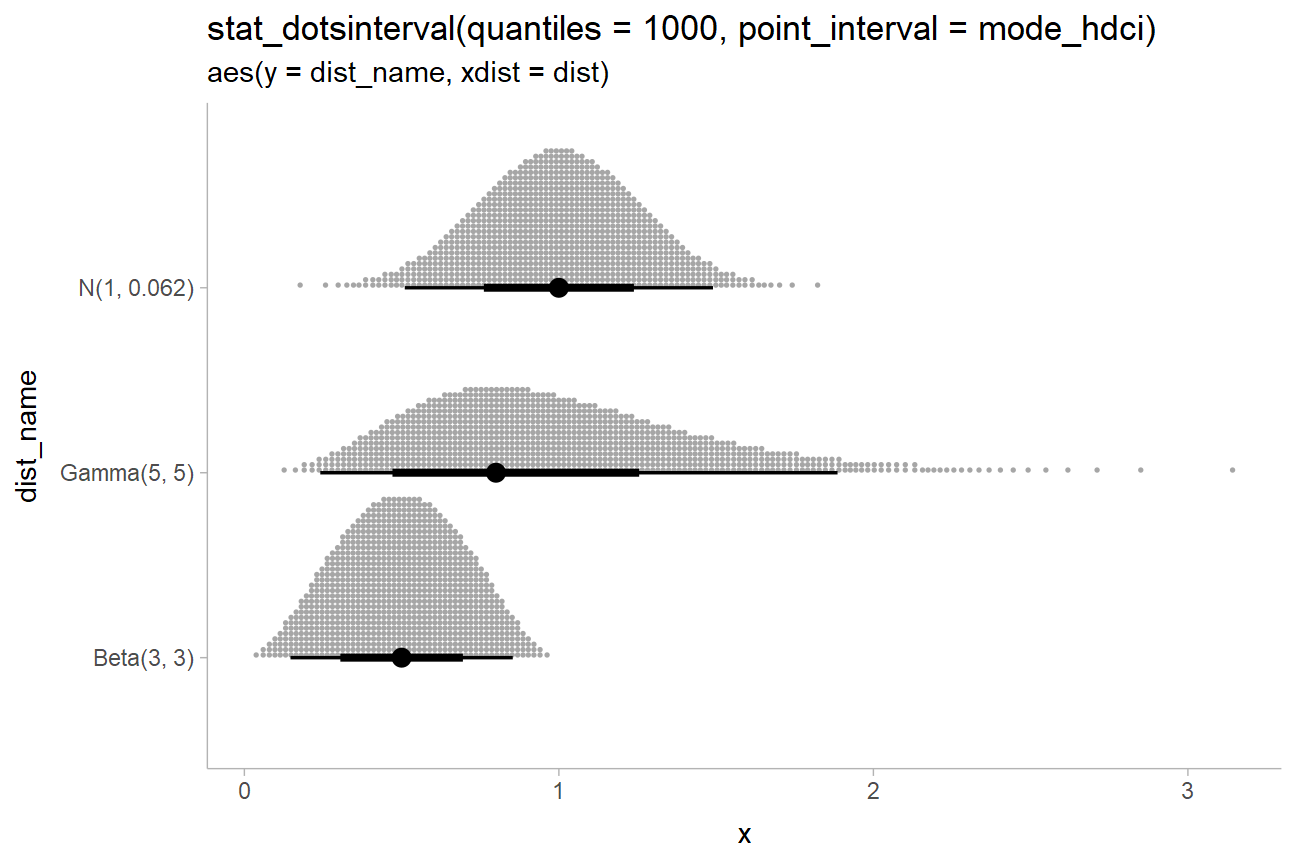 stat_dotsinterval(quantiles = 1000, point_interval = mode_hdci)
aes(y = dist_name, xdist = dist)
N(1, 0.062)
Gamma(5, 5)
Beta(3, 3)
dist_name
0 1 2 3
x